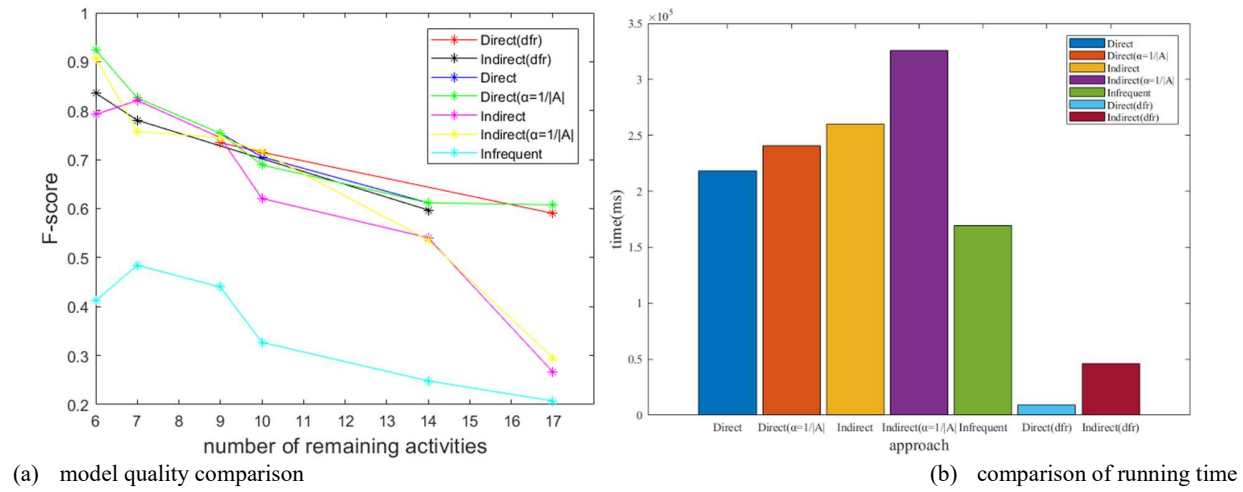 1
0.9
0.8
0.7
0.6
0.5
0.4
0.3
0.2
F-score
6 7 8 9 10 11 12 13 14 15 16 17
number of remaining activities
Direct(dfr)
Indirect(dfr)
Direct
Direct(α=1/|A|
Indirect
Indirect(α=1/|A|
Infrequent
(a) model quality comparison
×10⁵
3.5
3
2.5
2
1.5
1
0.5
0
time(ms)
Direct
Direct(α=1/|A|
Indirect
Indirect(α=1/|A|
Infrequent
Direct(dfr)
Indirect(dfr)
Direct Direct(α=1/|A| Indirect Indirect(α=1/|A| Infrequent Direct(dfr) Indirect(dfr)
approach
(b) comparison of running time